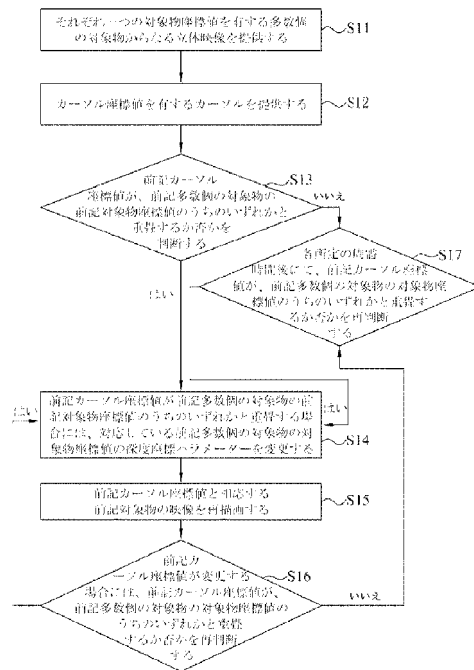 それぞれ一つの対象物座標値を有する多数個
の対象物からなる立体映像を提供する
S11
カーソル座標値を有するカーソルを提供する
S12
前記カーソル
座標値が、前記多数個の対象物の
前記対象物座標値のうちのいずれかと
重畳するか否かを
判断する
S13
いいえ
はい
各所定の周器
時間後にて、前記カーソル座標
値が、前記多数個の対象物の対象物座
標値のうちのいずれかと重畳す
るか否かを再判断
する
S17
はい
はい
前記カーソル座標値が前記多数個の対象物の前
記対象物座標値のうちのいずれかと重畳する場
合には、対応している前記多数個の対象物の対
象物座標値の深度座標パラメーターを変更する
S14
前記カーソル座標値と相応する
前記対象物の映像を再描画する
S15
前記カ
ーソル座標値が変更する
場合には、前記カーソル座標値が、
前記多数個の対象物の対象物座標値の
うちのいずれかと重畳
するか否かを再判断
する
S16
いいえ